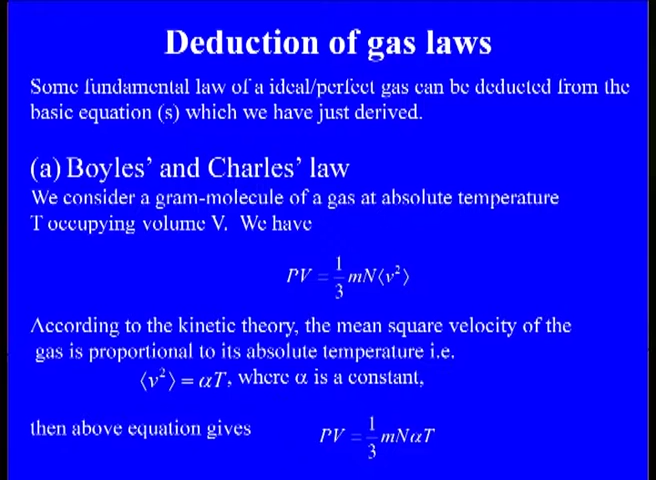 Deduction of gas laws
Some fundamental law of a ideal/perfect gas can be deducted from the
basic equation (s) which we have just derived.
(a) Boyles’ and Charles’ law
We consider a gram-molecule of a gas at absolute temperature
T occupying volume V. We have
PV = 1/3 mN⟨v²⟩
According to the kinetic theory, the mean square velocity of the
gas is proportional to its absolute temperature i.e.
⟨v²⟩ = αT, where α is a constant,
then above equation gives PV = 1/3 mNαT